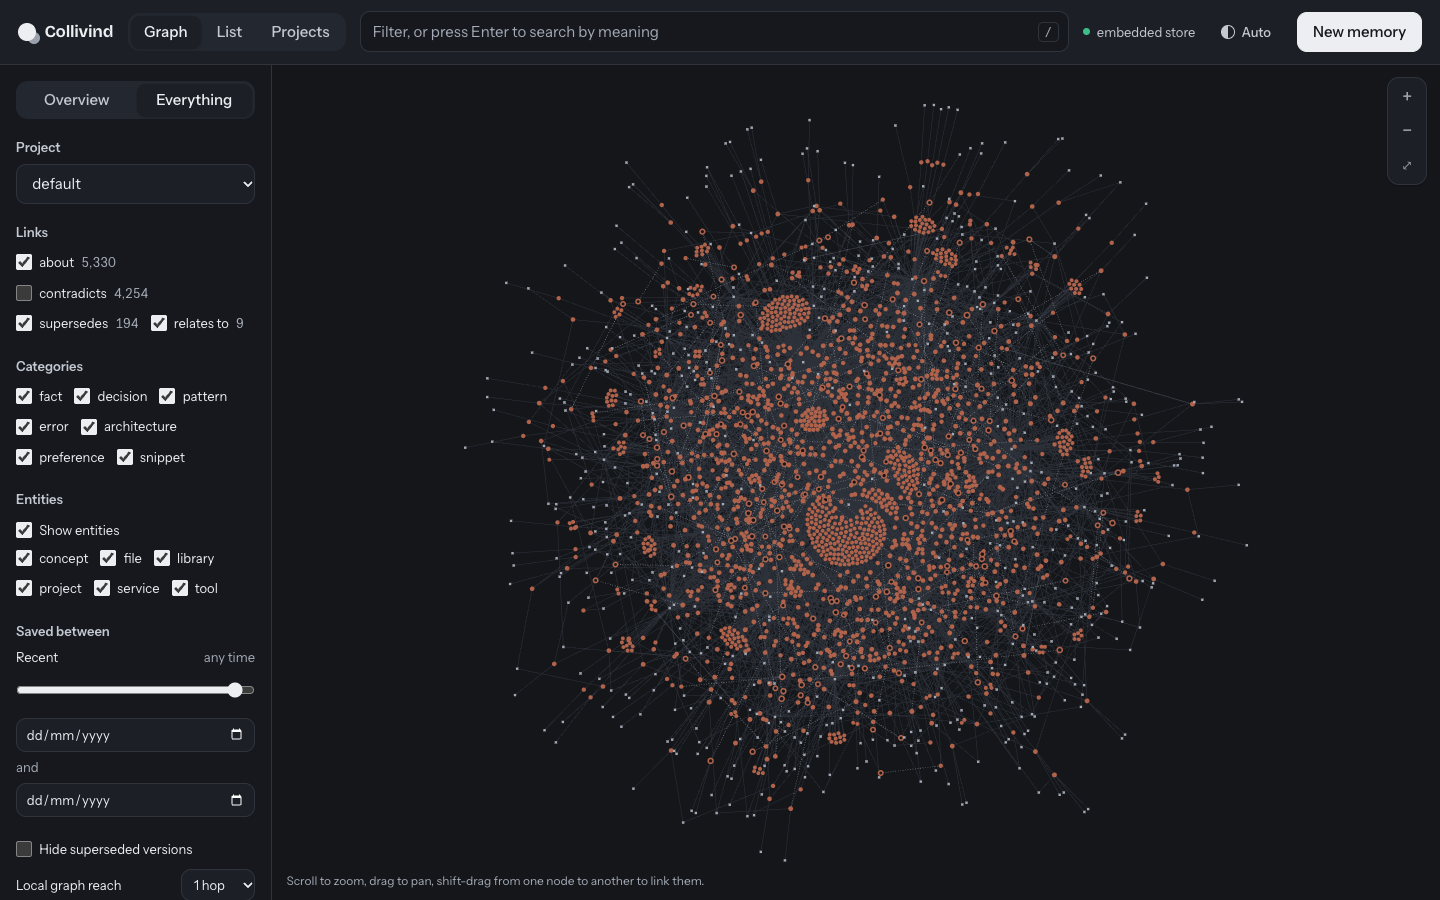 Collivind
Graph List Projects
Filter, or press Enter to search by meaning /
embedded store
Auto
New memory
Overview Everything
Project
default
Links
about 5,330
contradicts 4,254
supersedes 194 relates to 9
Categories
fact decision pattern
error architecture
preference snippet
Entities
Show entities
concept file library
project service tool
Saved between
Recent any time
dd/mm/yyyy
and
dd/mm/yyyy
Hide superseded versions
Local graph reach 1 hop
Scroll to zoom, drag to pan, shift-drag from one node to another to link them.